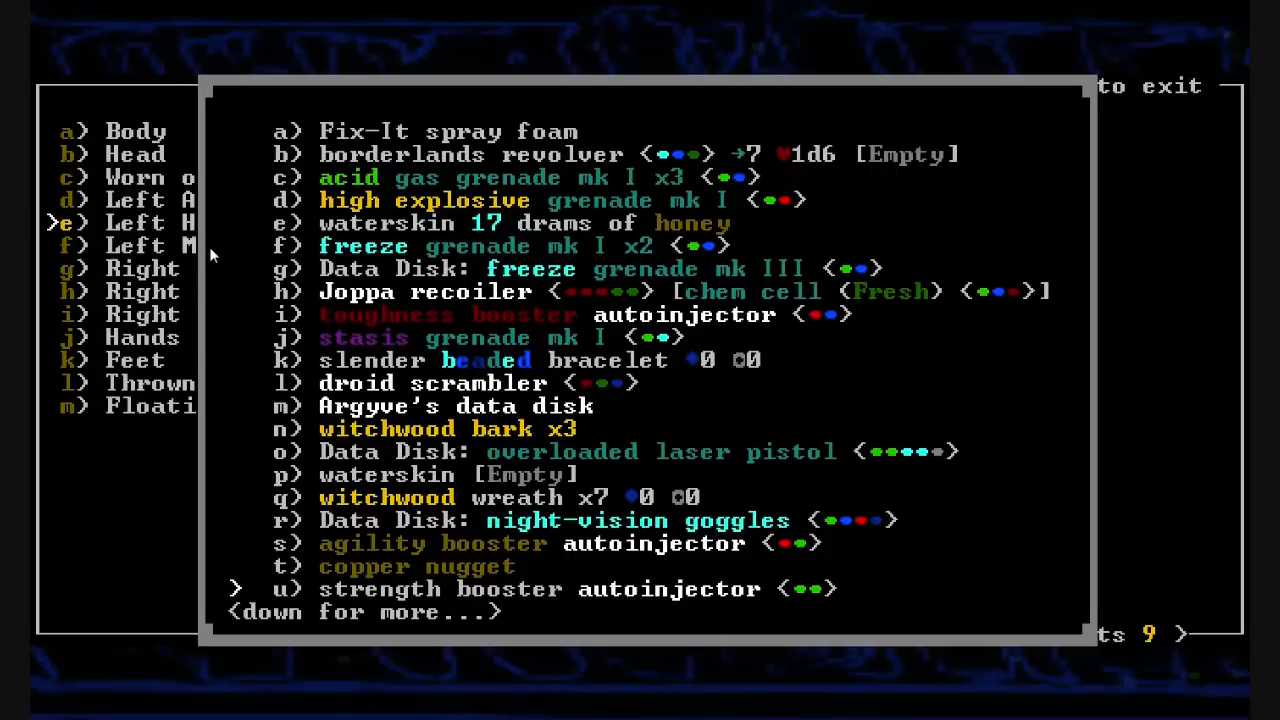 to exit
a) Body
b) Head
c) Worn o
d) Left A
>e) Left H
f) Left M
g) Right
h) Right
i) Right
j) Hands
k) Feet
l) Thrown
m) Floati
a) Fix-It spray foam
b) borderlands revolver <•••> →7 ♥1d6 [Empty]
c) acid gas grenade mk I x3 <••>
d) high explosive grenade mk I <••>
e) waterskin 17 drams of honey
f) freeze grenade mk I x2 <••>
g) Data Disk: freeze grenade mk III <••>
h) Joppa recoiler <•••••> [chem cell (Fresh) <•••>]
i) toughness booster autoinjector <••>
j) stasis grenade mk I <••>
k) slender beaded bracelet ♦0 ◘0
l) droid scrambler <•••>
m) Argyve's data disk
n) witchwood bark x3
o) Data Disk: overloaded laser pistol <•••••>
p) waterskin [Empty]
q) witchwood wreath x7 ♦0 ◘0
r) Data Disk: night-vision goggles <••••>
s) agility booster autoinjector <••>
t) copper nugget
> u) strength booster autoinjector <••>
<down for more...>
ts 9 >